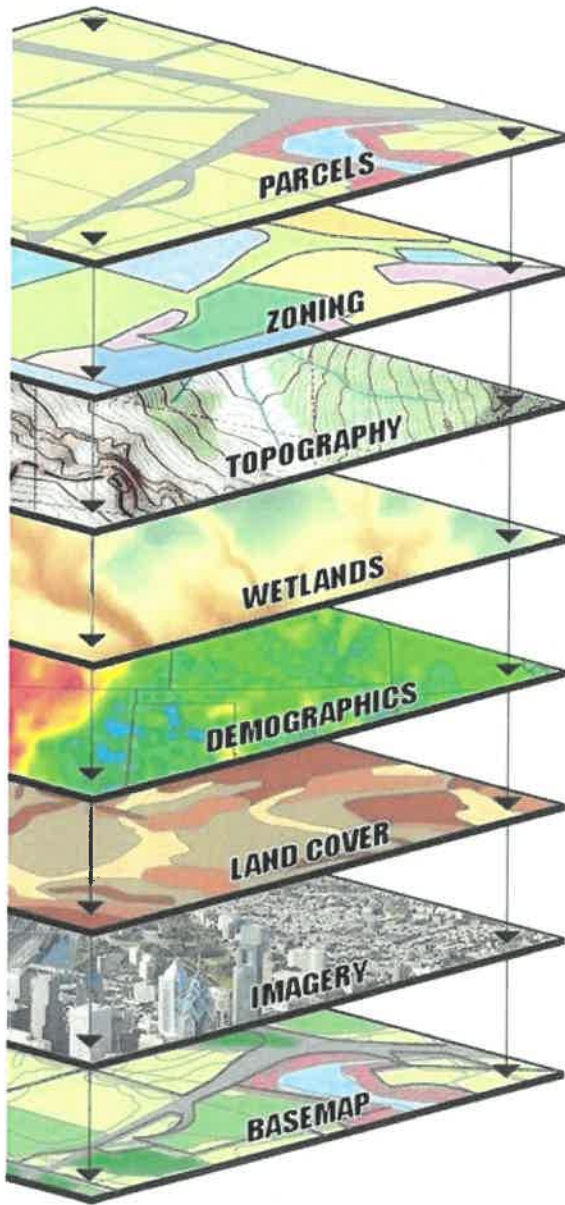 PARCELS
ZONING
TOPOGRAPHY
WETLANDS
DEMOGRAPHICS
LAND COVER
IMAGERY
BASEMAP